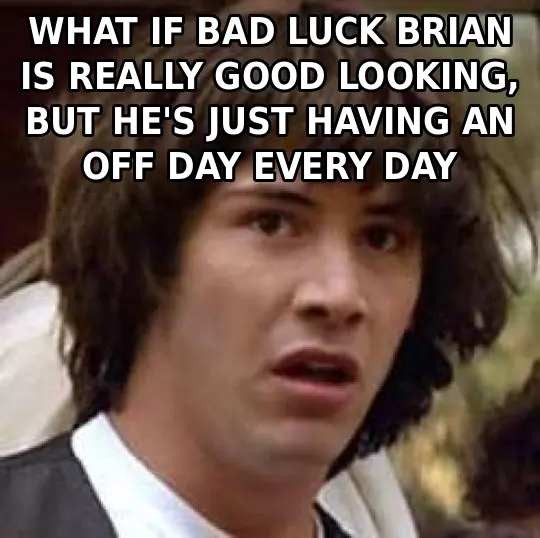 WHAT IF BAD LUCK BRIAN
IS REALLY GOOD LOOKING,
BUT HE'S JUST HAVING AN
OFF DAY EVERY DAY